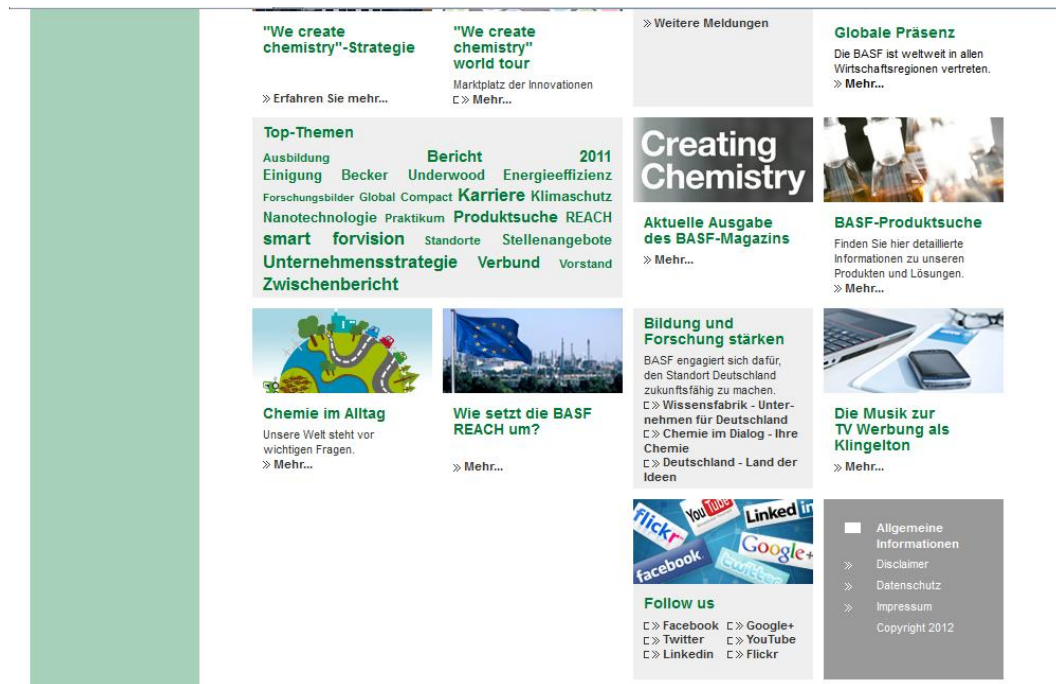 "We create
chemistry"-Strategie
» Erfahren Sie mehr...
"We create
chemistry"
world tour
Marktplatz der Innovationen
» Mehr...
» Weitere Meldungen
Globale Präsenz
Die BASF ist weltweit in allen
Wirtschaftsregionen vertreten.
» Mehr...
Top-Themen
Ausbildung Bericht 2011
Einigung Becker Underwood Energieeffizienz
Forschungsbilder Global Compact Karriere Klimaschutz
Nanotechnologie Praktikum Produktsuche REACH
smart forvision Standorte Stellenangebote
Unternehmensstrategie Verbund Vorstand
Zwischenbericht
Creating
Chemistry
Aktuelle Ausgabe
des BASF-Magazins
» Mehr...
BASF-Produktsuche
Finden Sie hier detaillierte
Informationen zu unseren
Produkten und Lösungen.
» Mehr...
Chemie im Alltag
Unsere Welt steht vor
wichtigen Fragen.
» Mehr...
Wie setzt die BASF
REACH um?
» Mehr...
Bildung und
Forschung stärken
BASF engagiert sich dafür,
den Standort Deutschland
zukunftsfähig zu machen.
» Wissensfabrik - Unter-
nehmen für Deutschland
» Chemie im Dialog - Ihre
Chemie
» Deutschland - Land der
Ideen
Die Musik zur
TV Werbung als
Klingelton
» Mehr...
flickr
YouTube
Linked in
Google+
facebook
twitter
Follow us
» Facebook » Google+
» Twitter » YouTube
» Linkedin » Flickr
Allgemeine
Informationen
» Disclaimer
» Datenschutz
» Impressum
Copyright 2012